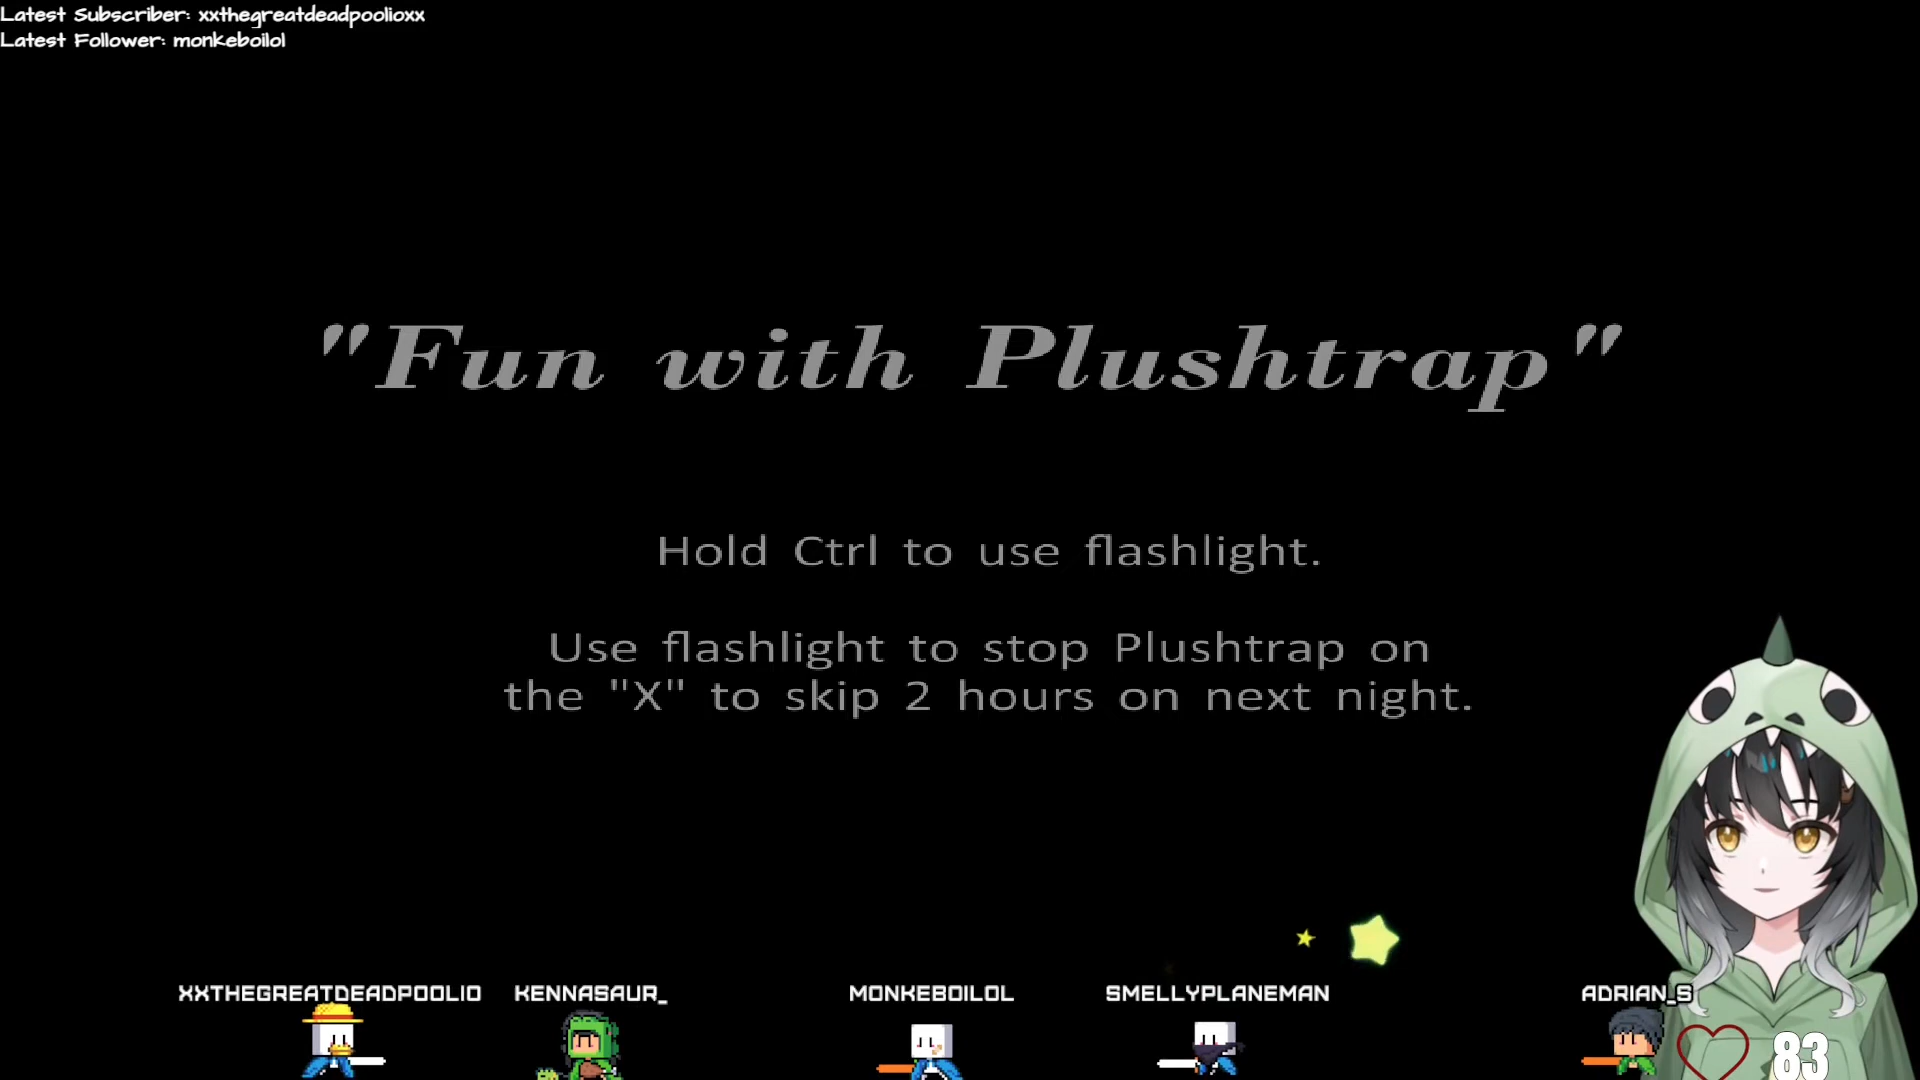 Latest Subscriber: xxthegreatdeadpoolioxx
Latest Follower: monkeboilol
"Fun with Plushtrap"
Hold Ctrl to use flashlight.
Use flashlight to stop Plushtrap on
the "X" to skip 2 hours on next night.
XXTHEGREATDEADPOOLIO KENNASAUR_ MONKEBOILOL SMELLYPLANEMAN ADRIAN_S
83